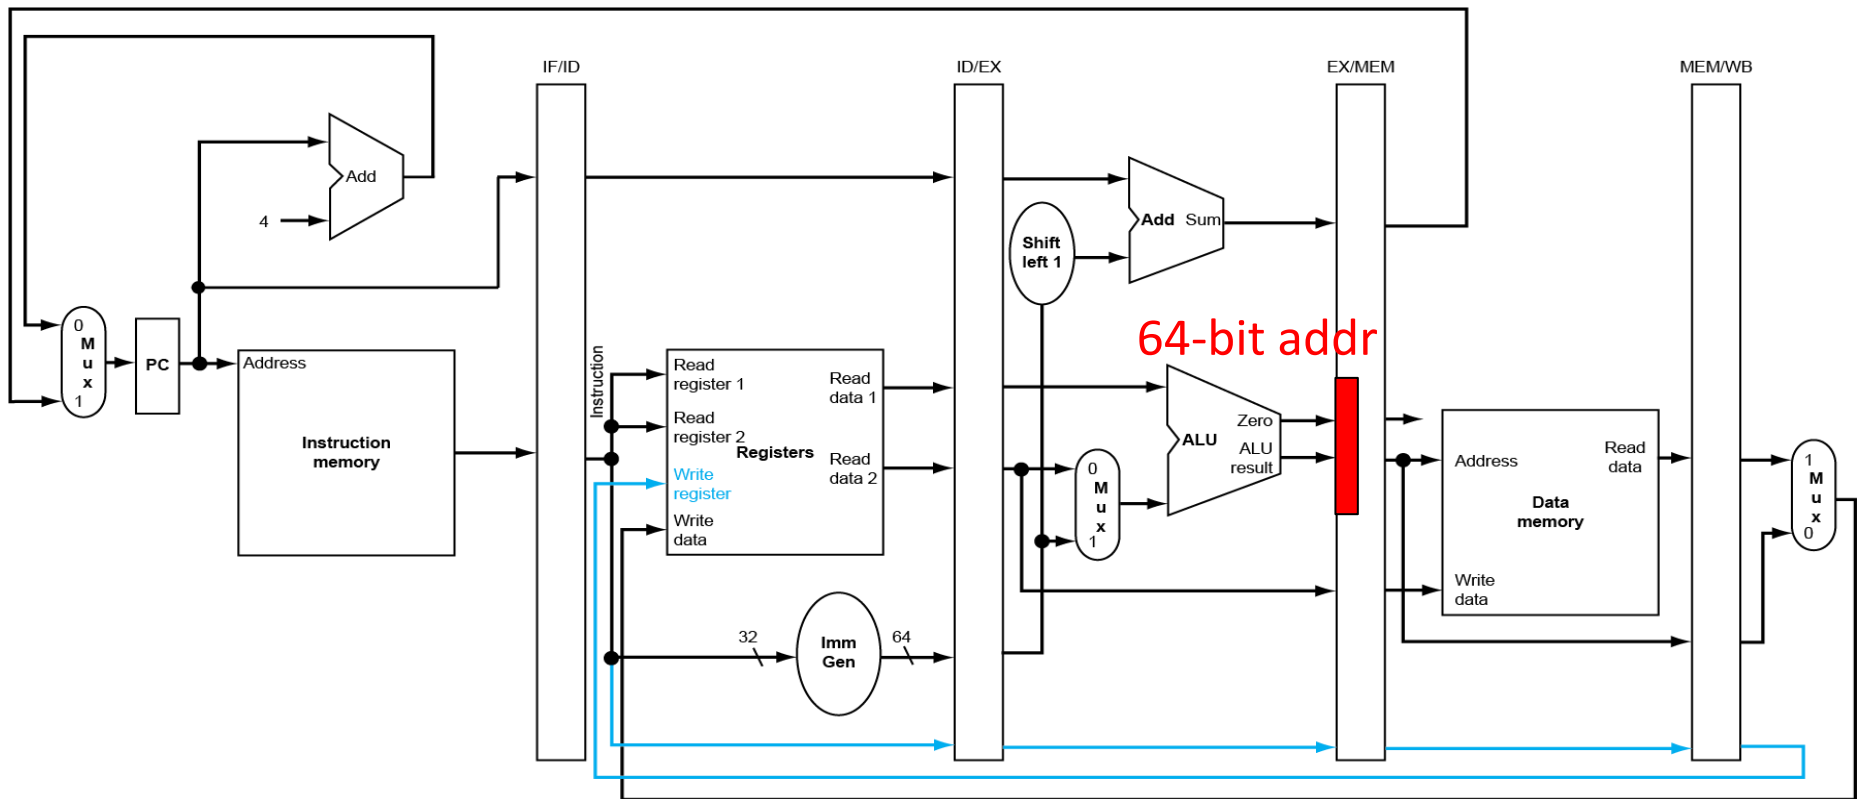 IF/ID
ID/EX
EX/MEM
MEM/WB
Add
4
Add Sum
Shift
left 1
64-bit addr
0
M
u
x
1
PC
Address
Instruction
memory
Instruction
Read
register 1
Read
register 2
Registers
Write
register
Write
data
Read
data 1
Read
data 2
32
Imm
Gen
64
0
M
u
x
1
Zero
ALU
ALU
result
Address
Read
data
Data
memory
Write
data
1
M
u
x
0